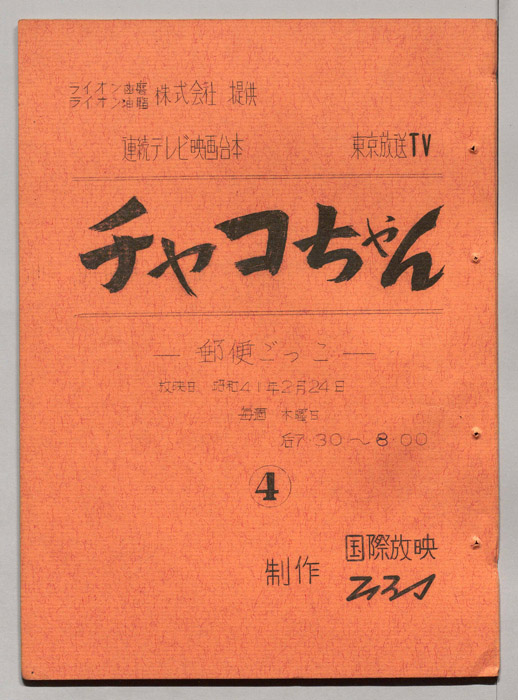 ライオン歯磨
ライオン油脂 株式会社 提供
連続テレビ映画台本 東京放送TV
チャコちゃん
― 郵便ごっこ ―
放映日 昭和41年2月24日
毎週 木曜日
后7.30〜8.00
4
制作 国際放映